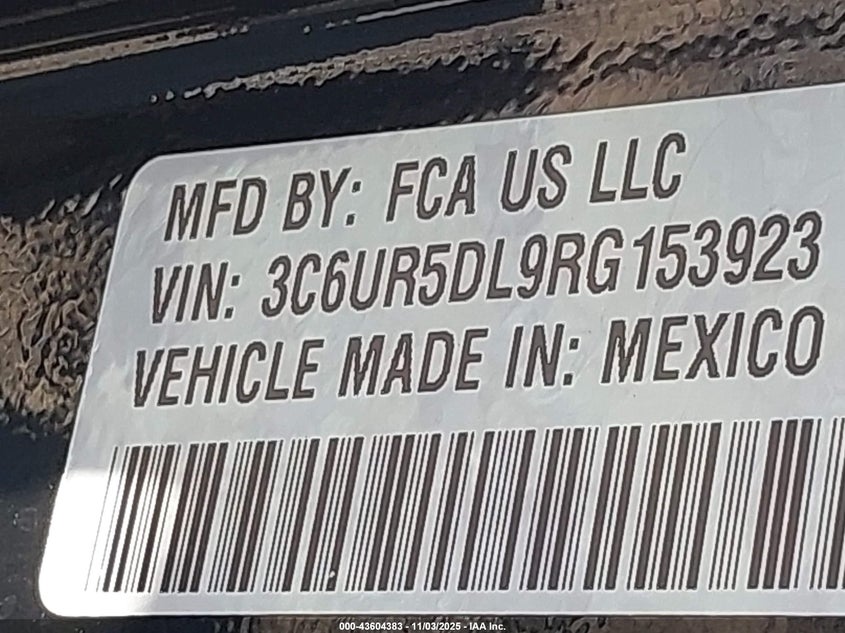 MFD BY: FCA US LLC
VIN: 3C6UR5DL9RG153923
VEHICLE MADE IN: MEXICO
000-43604383 - 11/03/2025 - IAA Inc.